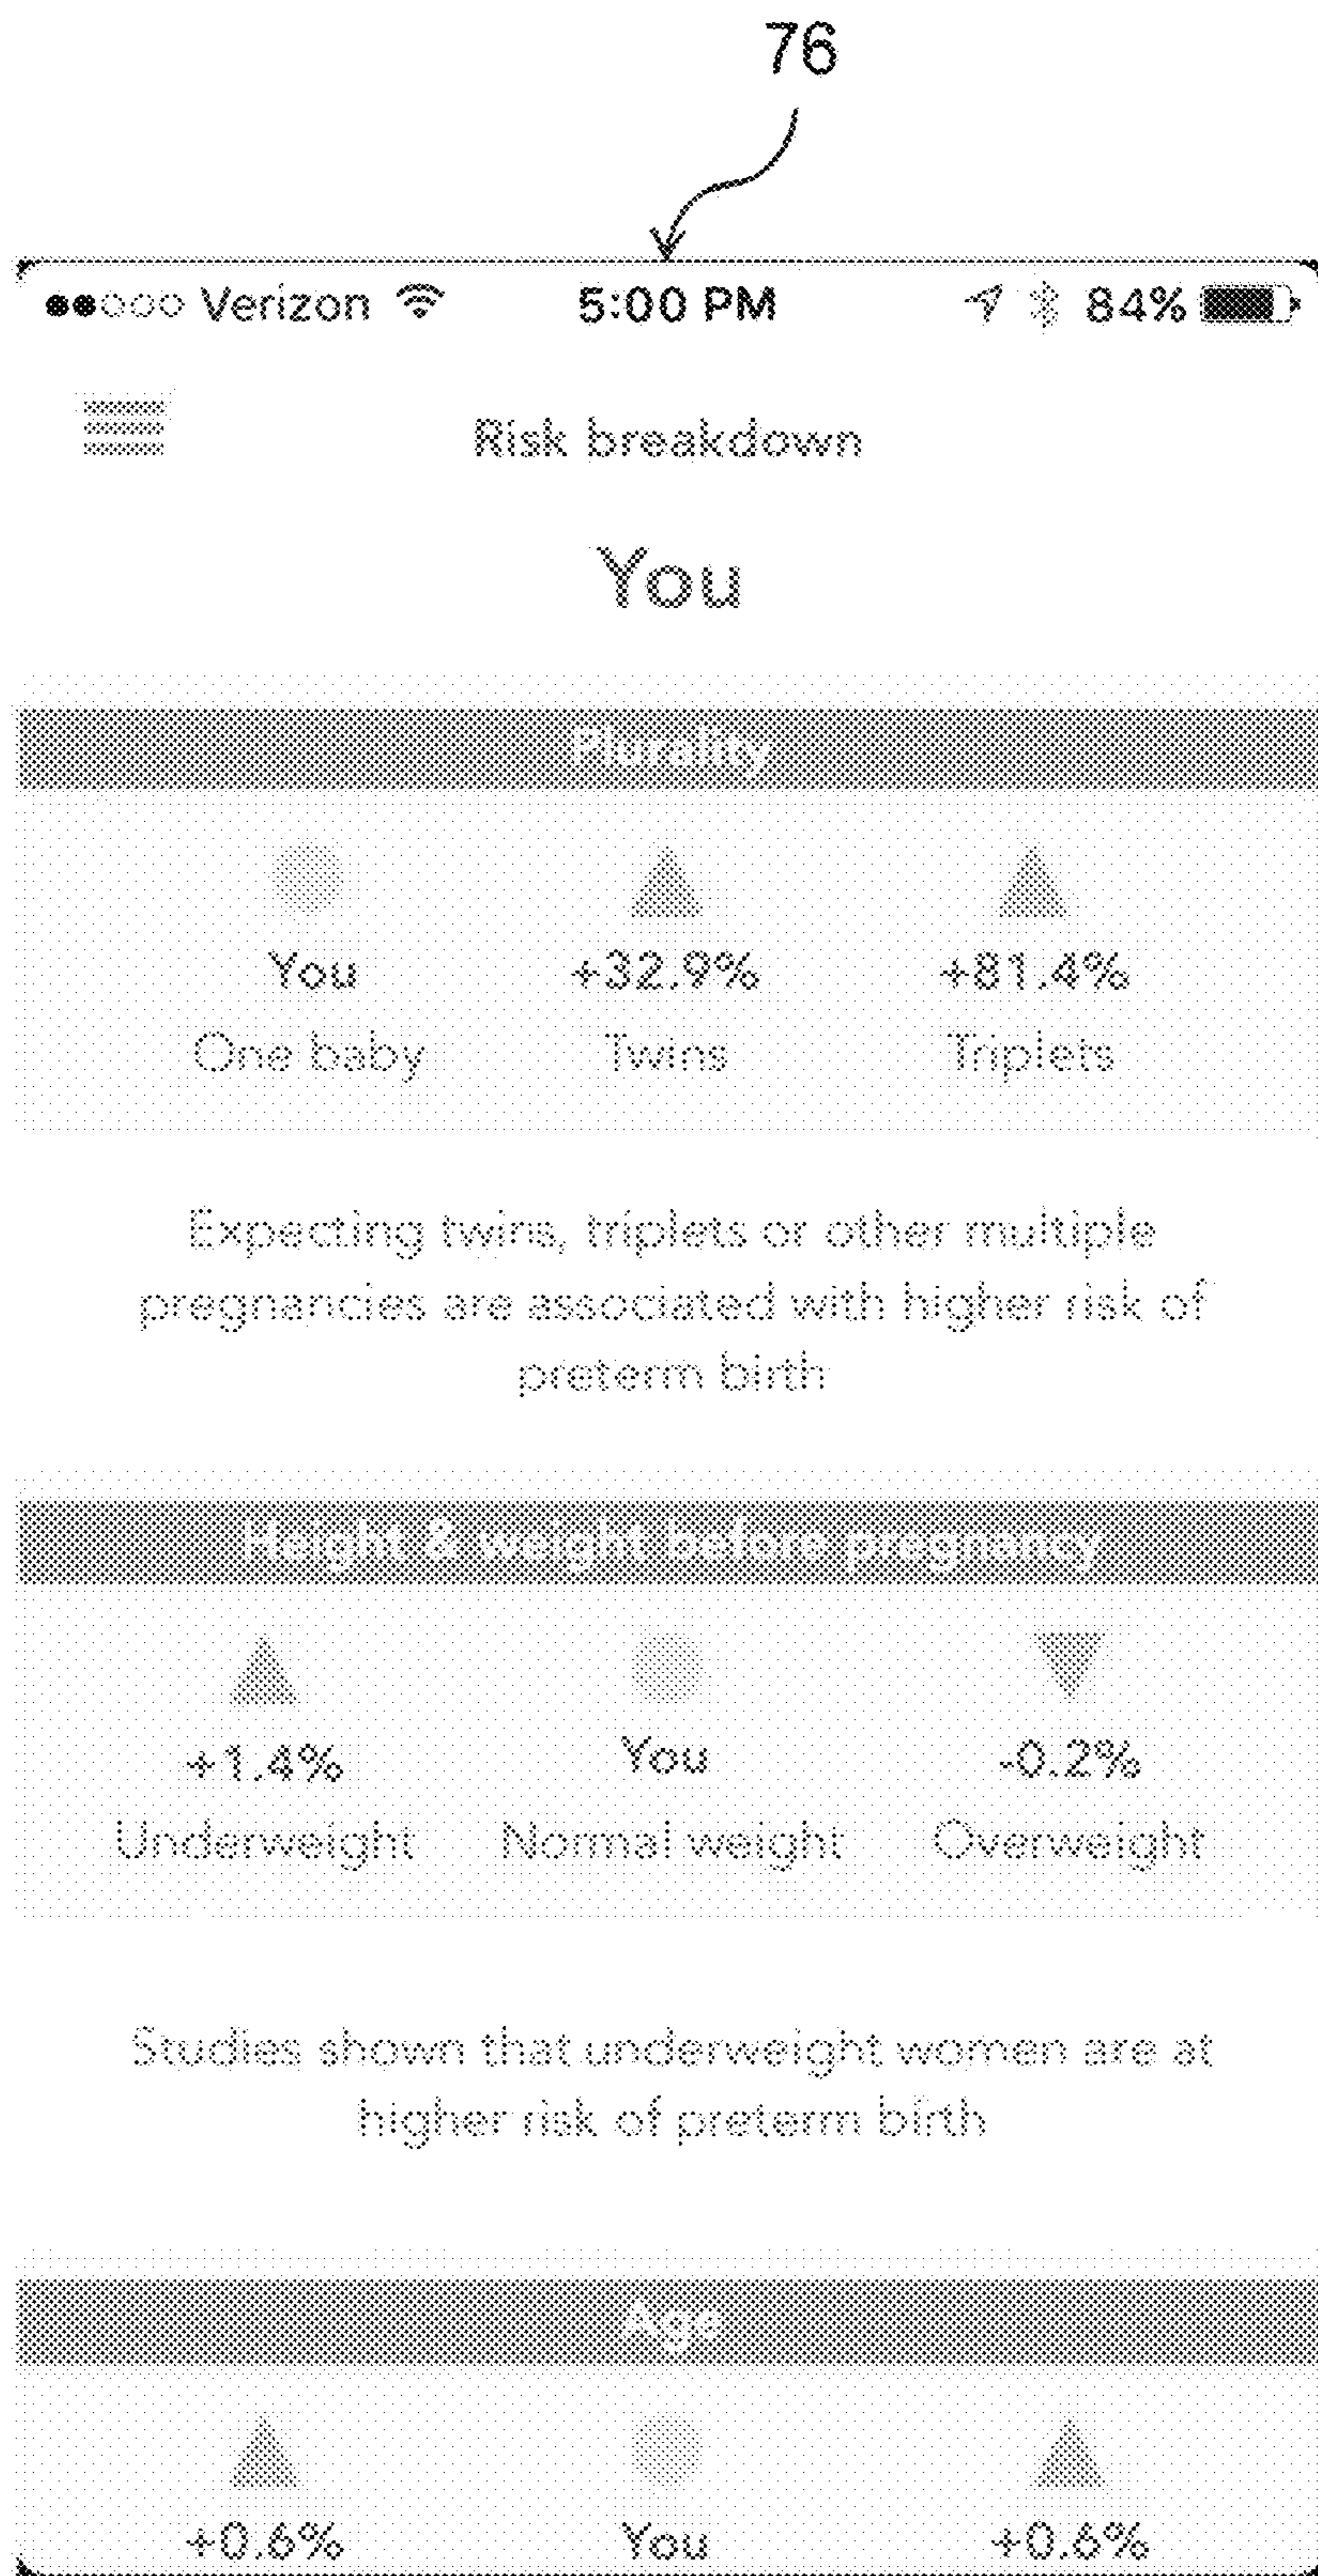 76
Verizon 5:00 PM 84%
Risk breakdown
You
Plurality
You +32.9% +81.4%
One baby Twins Triplets
Expecting twins, triplets or other multiple
pregnancies are associated with higher risk of
preterm birth
Height & weight before pregnancy
+1.4% You -0.2%
Underweight Normal weight Overweight
Studies shown that underweight women are at
higher risk of preterm birth
Age
+0.6% You +0.6%